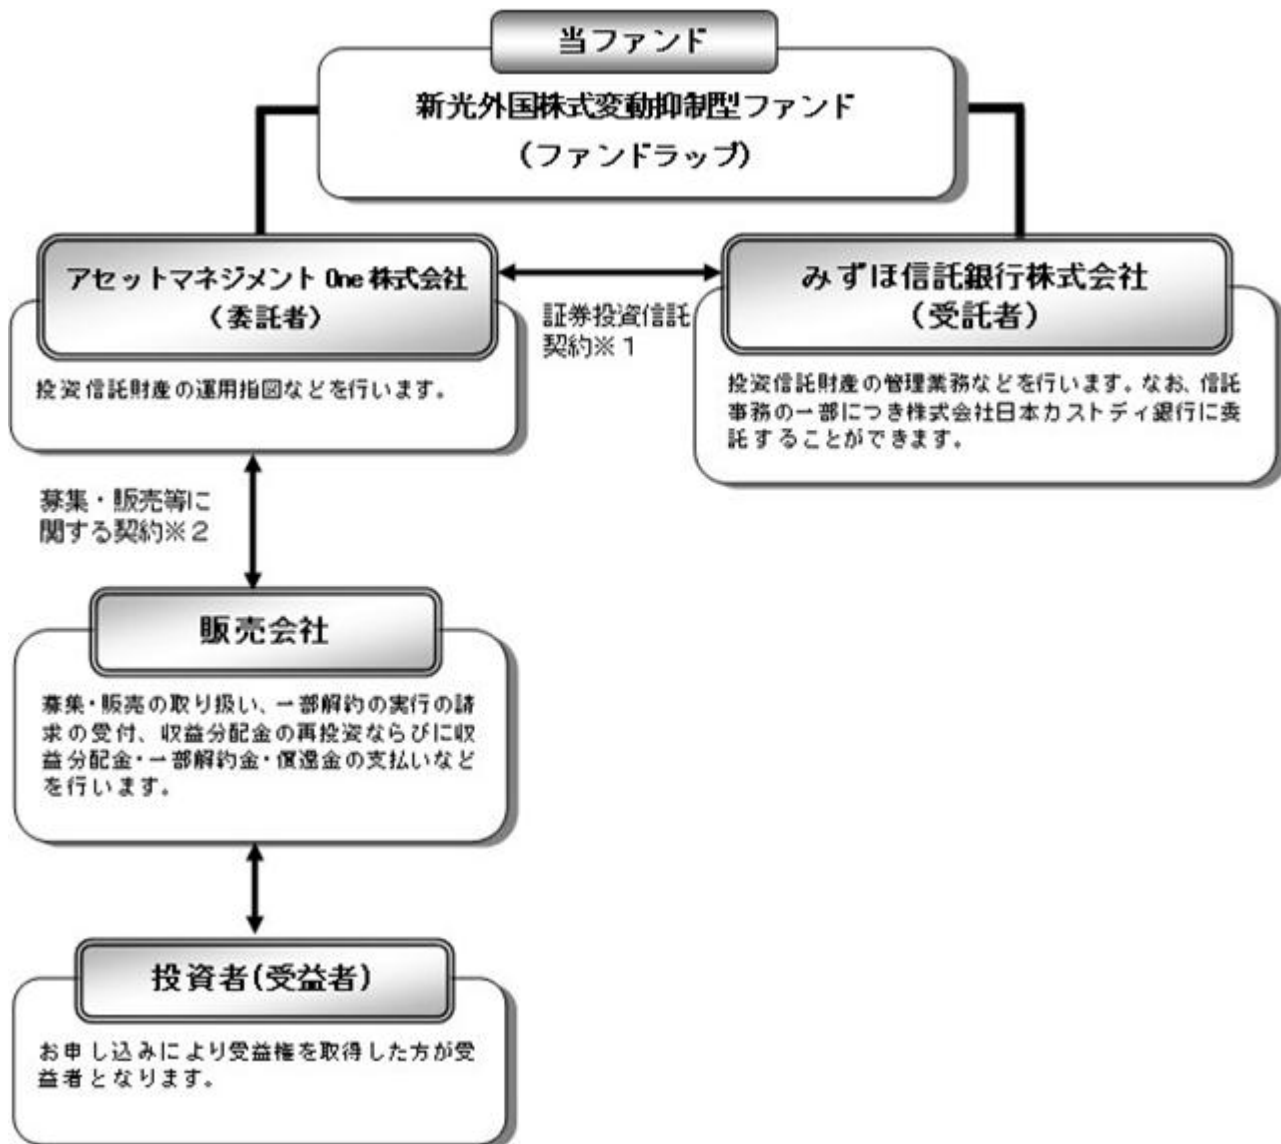 当ファンド
新光外国株式変動抑制型ファンド
（ファンドラップ）
アセットマネジメント One 株式会社
（委託者）
投資信託財産の運用指図などを行います。
証券投資信託
契約※１
みずほ信託銀行株式会社
（受託者）
投資信託財産の管理業務などを行います。なお、信託
事務の一部につき株式会社日本カストディ銀行に委
託することができます。
募集・販売等に
関する契約※２
販売会社
募集・販売の取り扱い、一部解約の実行の請
求の受付、収益分配金の再投資ならびに収
益分配金・一部解約金・償還金の支払いなど
を行います。
投資者(受益者)
お申し込みにより受益権を取得した方が受
益者となります。